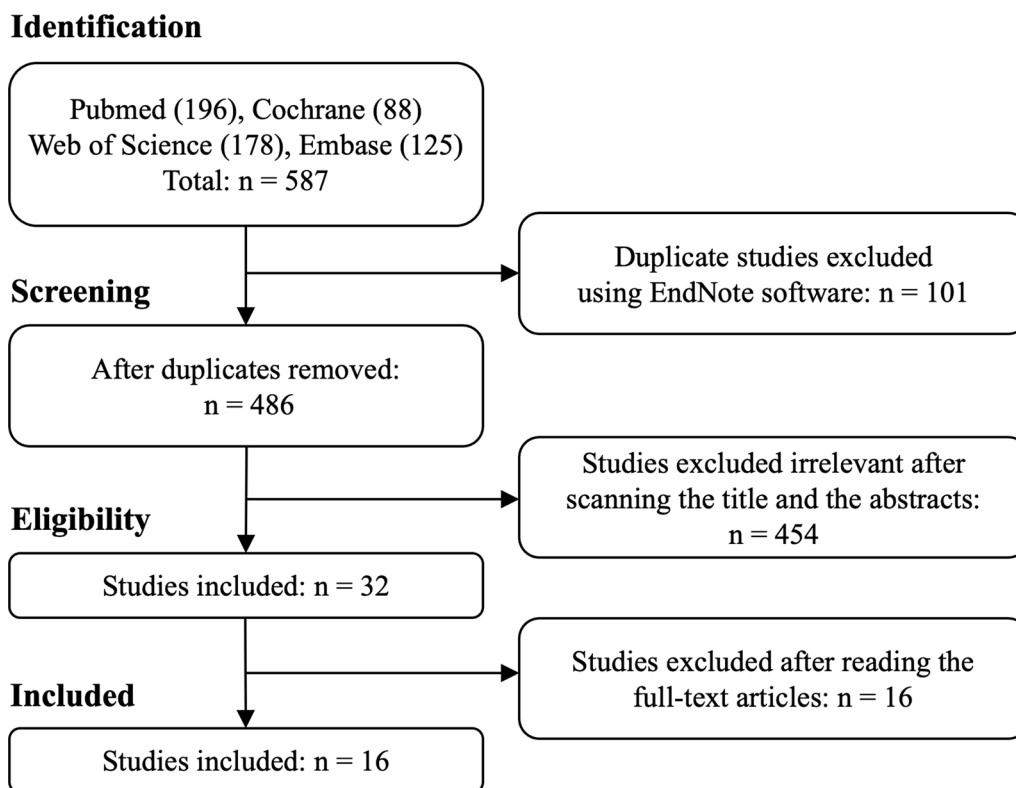 Identification
Pubmed (196), Cochrane (88)
Web of Science (178), Embase (125)
Total: n = 587
Duplicate studies excluded
using EndNote software: n = 101
Screening
After duplicates removed:
n = 486
Studies excluded irrelevant after
scanning the title and the abstracts:
n = 454
Eligibility
Studies included: n = 32
Studies excluded after reading the
full-text articles: n = 16
Included
Studies included: n = 16